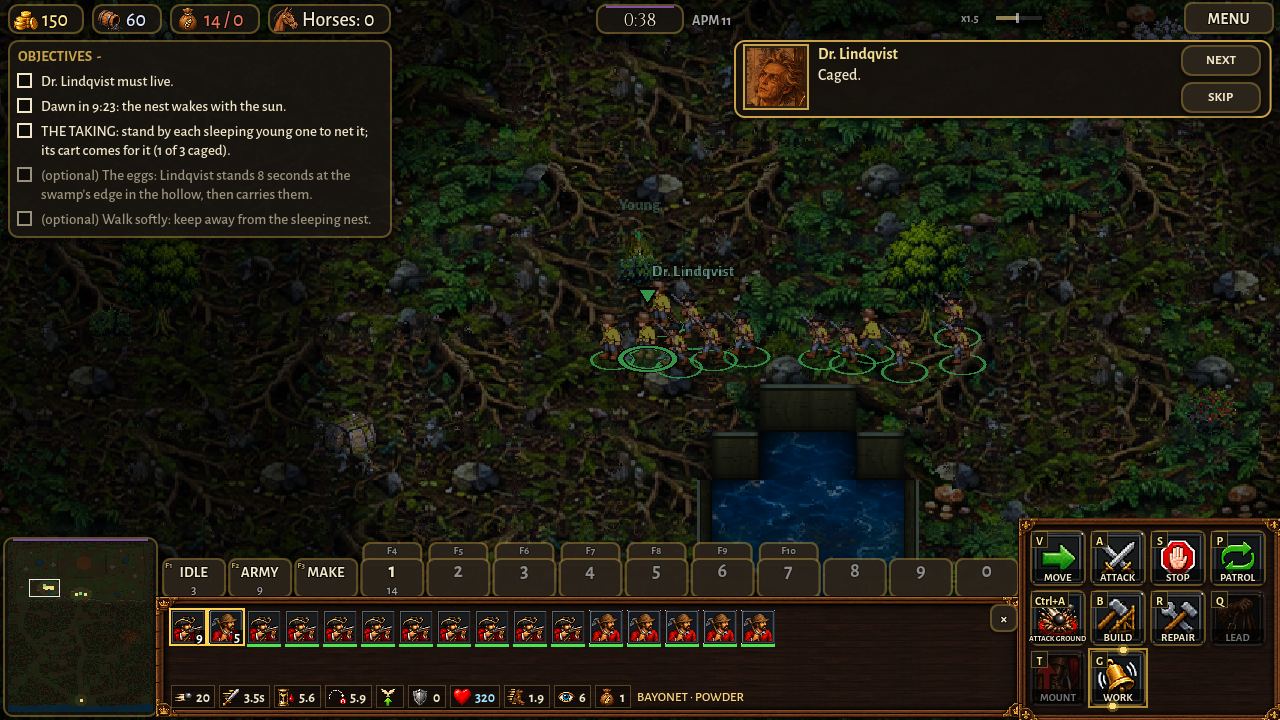 150
60
14 / 0
Horses: 0
0:38
APM 11
x1.5
MENU
OBJECTIVES -
Dr. Lindqvist must live.
Dawn in 9:23: the nest wakes with the sun.
THE TAKING: stand by each sleeping young one to net it;
its cart comes for it (1 of 3 caged).
(optional) The eggs: Lindqvist stands 8 seconds at the
swamp's edge in the hollow, then carries them.
(optional) Walk softly: keep away from the sleeping nest.
Dr. Lindqvist
Caged.
NEXT
SKIP
Young
Dr. Lindqvist
F1 IDLE 3
F2 ARMY 9
F3 MAKE
F4 1 14
F5 2
F6 3
F7 4
F8 5
F9 6
F10 7
8
9
0
9
5
×
20
3.5s
5.6
5.9
0
320
1.9
6
1
BAYONET · POWDER
V MOVE
A ATTACK
S STOP
P PATROL
Ctrl+A ATTACK GROUND
B BUILD
R REPAIR
Q LEAD
T MOUNT
G WORK